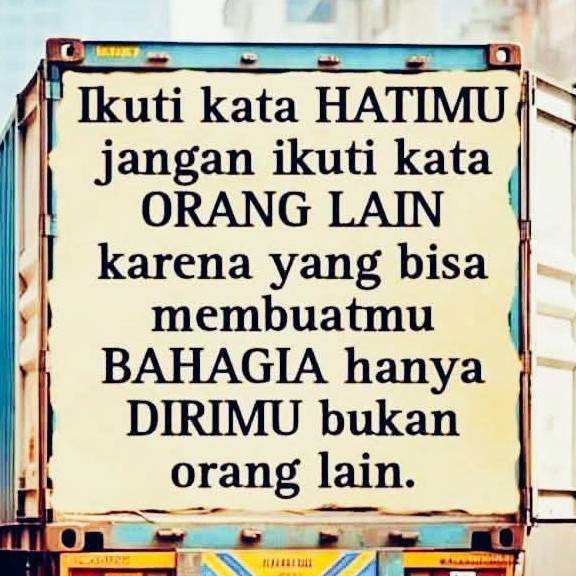 Ikuti kata HATIMU
jangan ikuti kata
ORANG LAIN
karena yang bisa
membuatmu
BAHAGIA hanya
DIRIMU bukan
orang lain.